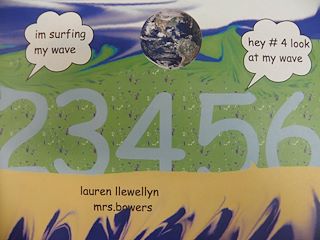 im surfing
my wave
hey # 4 look
at my wave
23456
lauren llewellyn
mrs.bowers